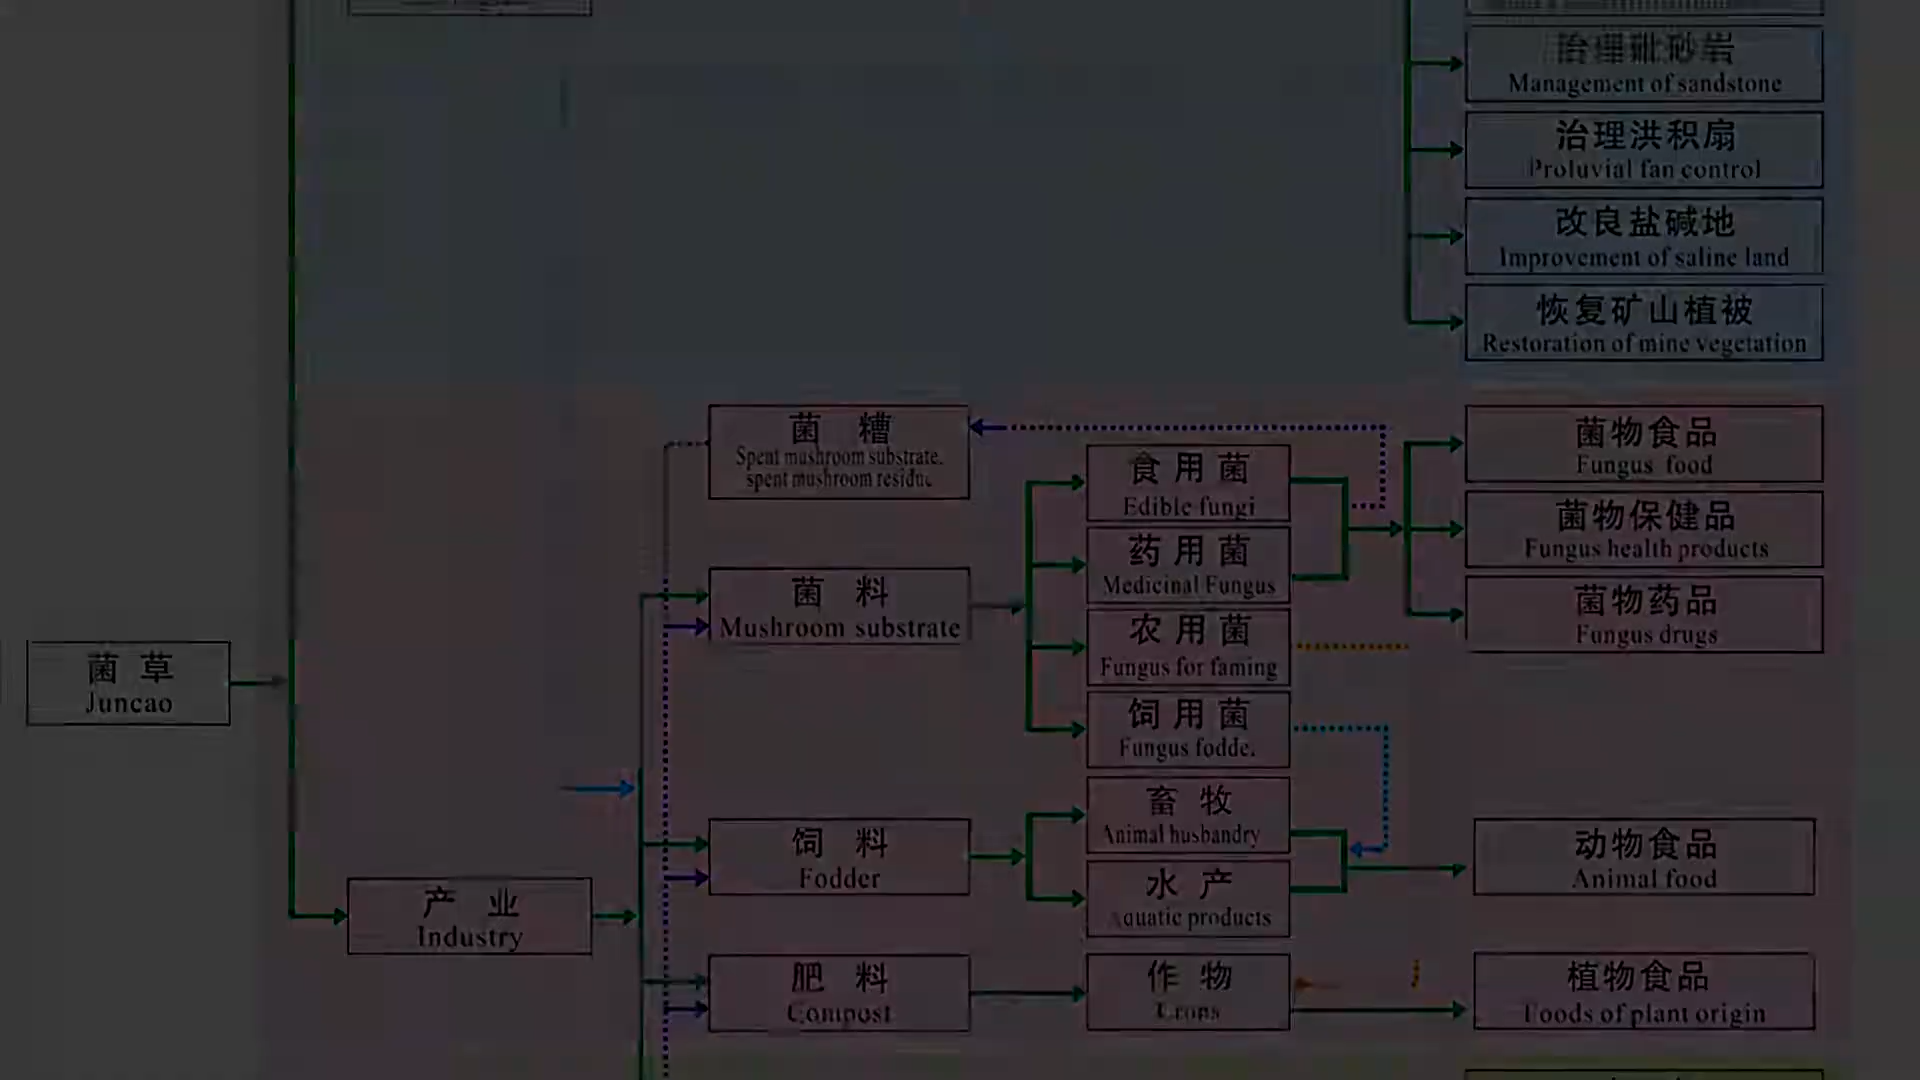 治理砒砂岩
Management of sandstone
治理洪积扇
Proluvial fan control
改良盐碱地
Improvement of saline land
恢复矿山植被
Restoration of mine vegetation
菌 糟
Spent mushroom substrate.
spent mushroom residue
食用菌
Edible fungi
药用菌
Medicinal Fungus
农用菌
Fungus for faming
饲用菌
Fungus fodde.
菌物食品
Fungus food
菌物保健品
Fungus health products
菌物药品
Fungus drugs
菌 料
Mushroom substrate
菌 草
Juncao
畜 牧
Animal husbandry
水 产
Aquatic products
饲 料
Fodder
动物食品
Animal food
产 业
Industry
肥 料
Compost
作 物
Crops
植物食品
Foods of plant origin